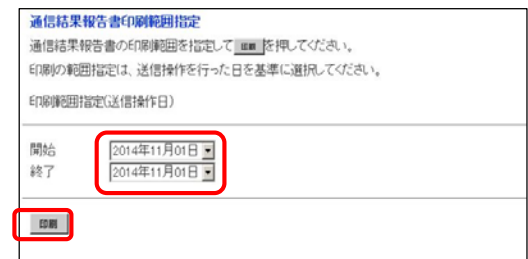 通信結果報告書印刷範囲指定
通信結果報告書の印刷範囲を指定して 印刷 を押してください。
印刷の範囲指定は、送信操作を行った日を基準に選択してください。
印刷範囲指定(送信操作日)
開始 2014年11月01日
終了 2014年11月01日
印刷